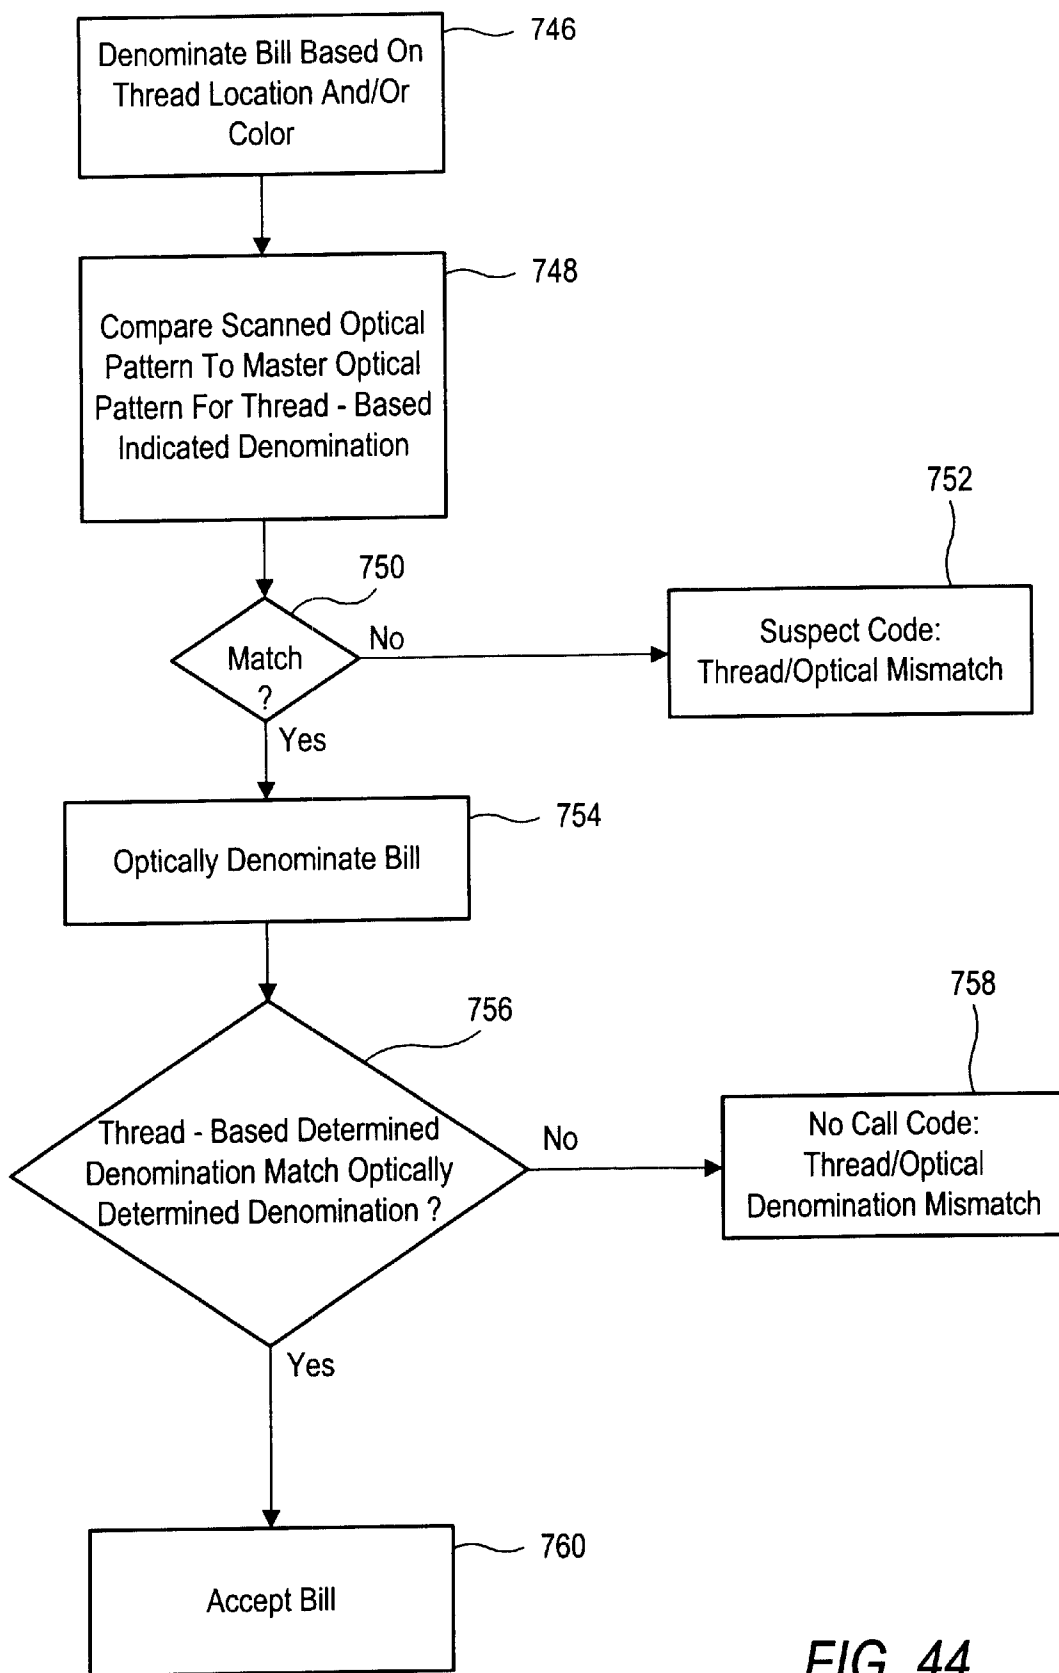 Denominate Bill Based On
Thread Location And/Or
Color
746
Compare Scanned Optical
Pattern To Master Optical
Pattern For Thread - Based
Indicated Denomination
748
750
Match
?
No
Yes
752
Suspect Code:
Thread/Optical Mismatch
Optically Denominate Bill
754
756
Thread - Based Determined
Denomination Match Optically
Determined Denomination ?
No
Yes
758
No Call Code:
Thread/Optical
Denomination Mismatch
Accept Bill
760
FIG. 44